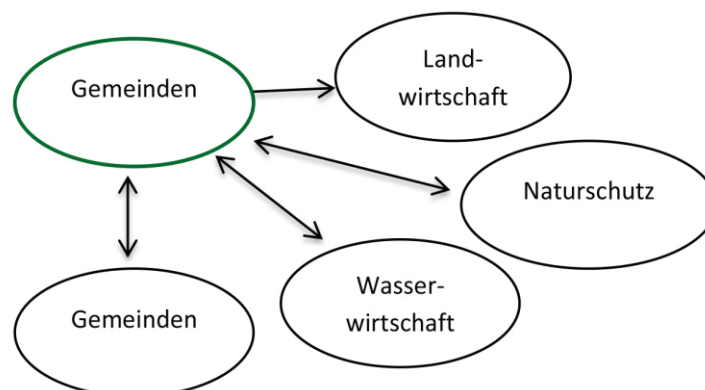 Gemeinden
Land-
wirtschaft
Naturschutz
Wasser-
wirtschaft
Gemeinden